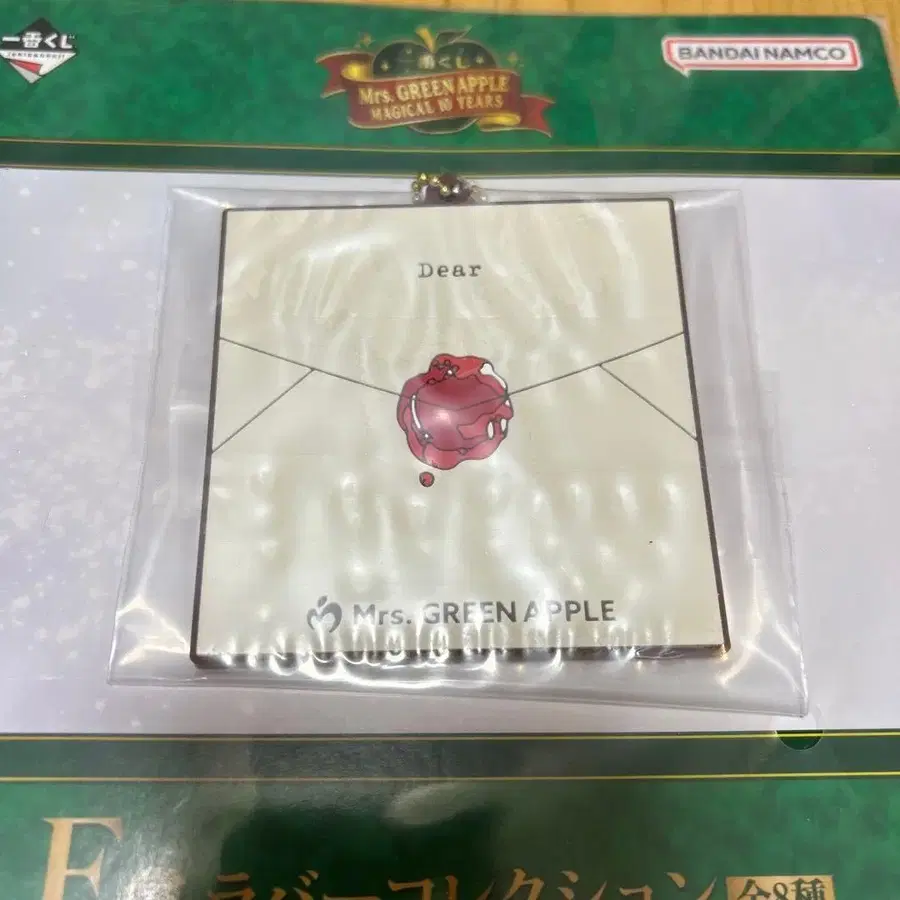 一番くじ
一番くじ
Mrs. GREEN APPLE
MAGICAL 10 YEARS
BANDAI NAMCO
Dear
Mrs. GREEN APPLE
ラバーコレクション 全8種